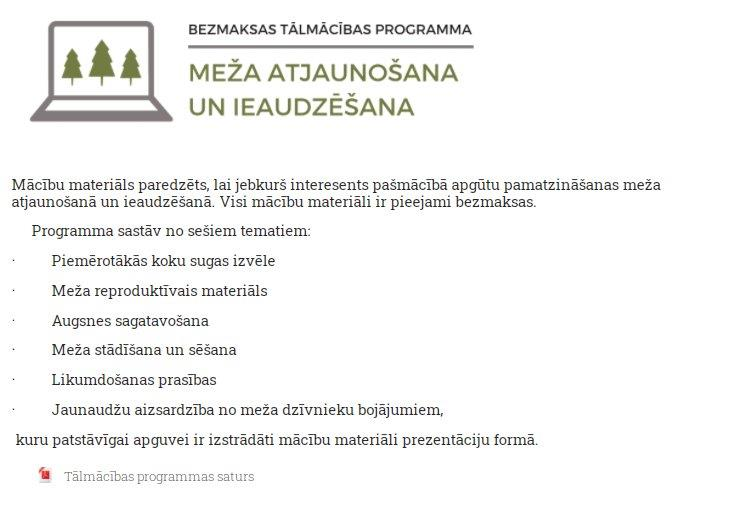 BEZMAKSAS TĀLMĀCĪBAS PROGRAMMA
MEŽA ATJAUNOŠANA
UN IEAUDZĒŠANA
Mācību materiāls paredzēts, lai jebkurš interesents pašmācībā apgūtu pamatzināšanas meža
atjaunošanā un ieaudzēšanā. Visi mācību materiāli ir pieejami bezmaksas.
Programma sastāv no sešiem tematiem:
· Piemērotākās koku sugas izvēle
· Meža reproduktīvais materiāls
· Augsnes sagatavošana
· Meža stādīšana un sēšana
· Likumdošanas prasības
· Jaunaudžu aizsardzība no meža dzīvnieku bojājumiem,
kuru patstāvīgai apguvei ir izstrādāti mācību materiāli prezentāciju formā.
Tālmācības programmas saturs